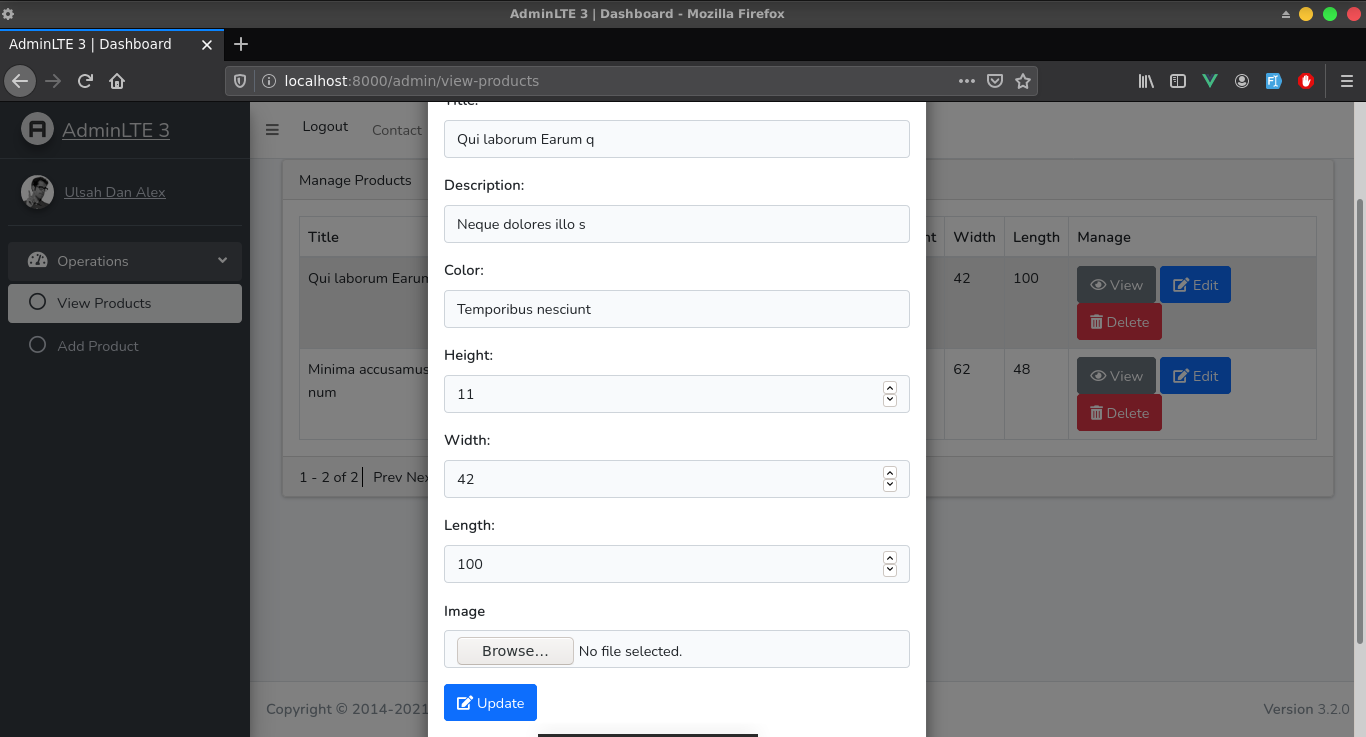 AdminLTE 3 | Dashboard - Mozilla Firefox
AdminLTE 3 | Dashboard
localhost:8000/admin/view-products
AdminLTE 3
Logout
Contact
Ulsah Dan Alex
Operations
View Products
Add Product
Manage Products
Title
Width
Length
Manage
Qui laborum Earum
42
100
View
Edit
Delete
Minima accusamus
num
62
48
View
Edit
Delete
1 - 2 of 2
Prev
Title:
Qui laborum Earum q
Description:
Neque dolores illo s
Color:
Temporibus nesciunt
Height:
11
Width:
42
Length:
100
Image
Browse...
No file selected.
Update
Copyright © 2014-2021
Version 3.2.0